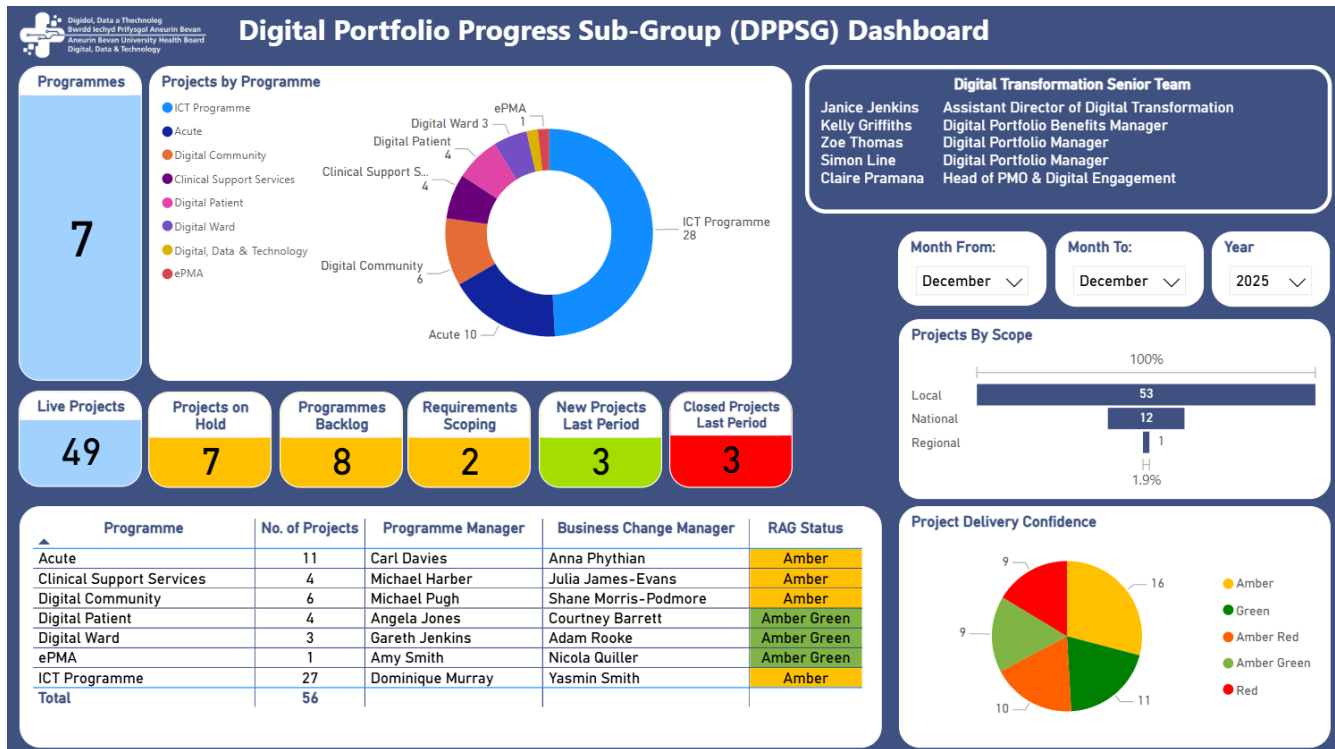 Digidol, Data a Thechnoleg
Bwrdd Iechyd Prifysgol Aneurin Bevan
Aneurin Bevan University Health Board
Digital, Data & Technology
Digital Portfolio Progress Sub-Group (DPPSG) Dashboard
Programmes
7
Projects by Programme
ICT Programme
Acute
Digital Community
Clinical Support Services
Digital Patient
Digital Ward
Digital, Data & Technology
ePMA
ePMA
1
Digital Ward 3
Digital Patient
4
Clinical Support S...
4
Digital Community
6
Acute 10
ICT Programme
28
Digital Transformation Senior Team
Janice Jenkins Assistant Director of Digital Transformation
Kelly Griffiths Digital Portfolio Benefits Manager
Zoe Thomas Digital Portfolio Manager
Simon Line Digital Portfolio Manager
Claire Pramana Head of PMO & Digital Engagement
Month From:
December
Month To:
December
Year
2025
Projects By Scope
100%
Local 53
National 12
Regional 1
1.9%
Live Projects
49
Projects on
Hold
7
Programmes
Backlog
8
Requirements
Scoping
2
New Projects
Last Period
3
Closed Projects
Last Period
3
Programme No. of Projects Programme Manager Business Change Manager RAG Status
Acute 11 Carl Davies Anna Phythian Amber
Clinical Support Services 4 Michael Harber Julia James-Evans Amber
Digital Community 6 Michael Pugh Shane Morris-Podmore Amber
Digital Patient 4 Angela Jones Courtney Barrett Amber Green
Digital Ward 3 Gareth Jenkins Adam Rooke Amber Green
ePMA 1 Amy Smith Nicola Quiller Amber Green
ICT Programme 27 Dominique Murray Yasmin Smith Amber
Total 56
Project Delivery Confidence
9
16
9
10
11
Amber
Green
Amber Red
Amber Green
Red